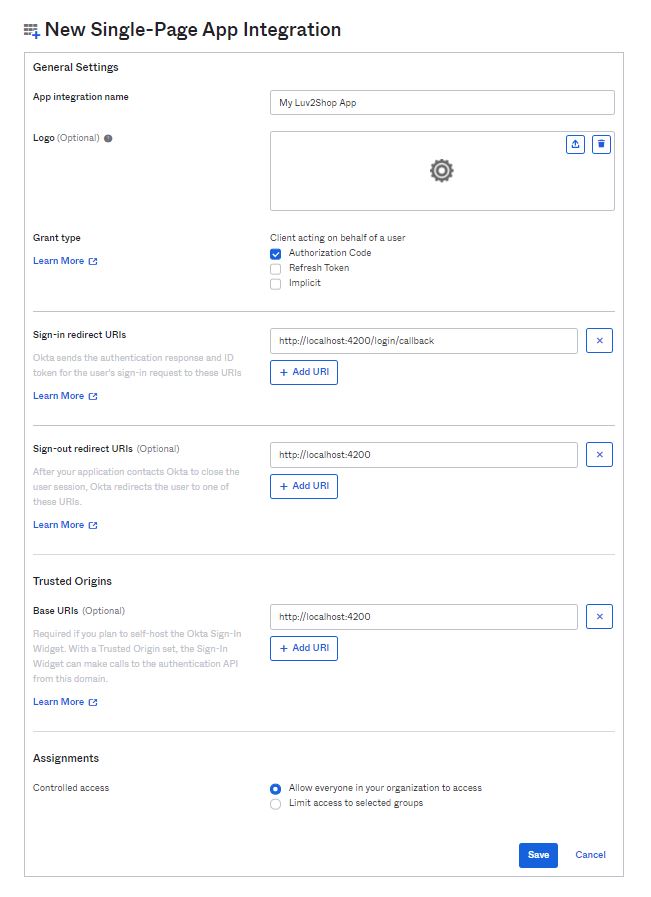 New Single-Page App Integration
General Settings
App integration name
My Luv2Shop App
Logo (Optional)
Grant type
Client acting on behalf of a user
Learn More
Authorization Code
Refresh Token
Implicit
Sign-in redirect URIs
http://localhost:4200/login/callback
Okta sends the authentication response and ID
token for the user's sign-in request to these URIs
+ Add URI
Learn More
Sign-out redirect URIs (Optional)
http://localhost:4200
After your application contacts Okta to close the
user session, Okta redirects the user to one of
these URIs.
+ Add URI
Learn More
Trusted Origins
Base URIs (Optional)
http://localhost:4200
Required if you plan to self-host the Okta Sign-In
Widget. With a Trusted Origin set, the Sign-In
Widget can make calls to the authentication API
from this domain.
+ Add URI
Learn More
Assignments
Controlled access
Allow everyone in your organization to access
Limit access to selected groups
Save
Cancel